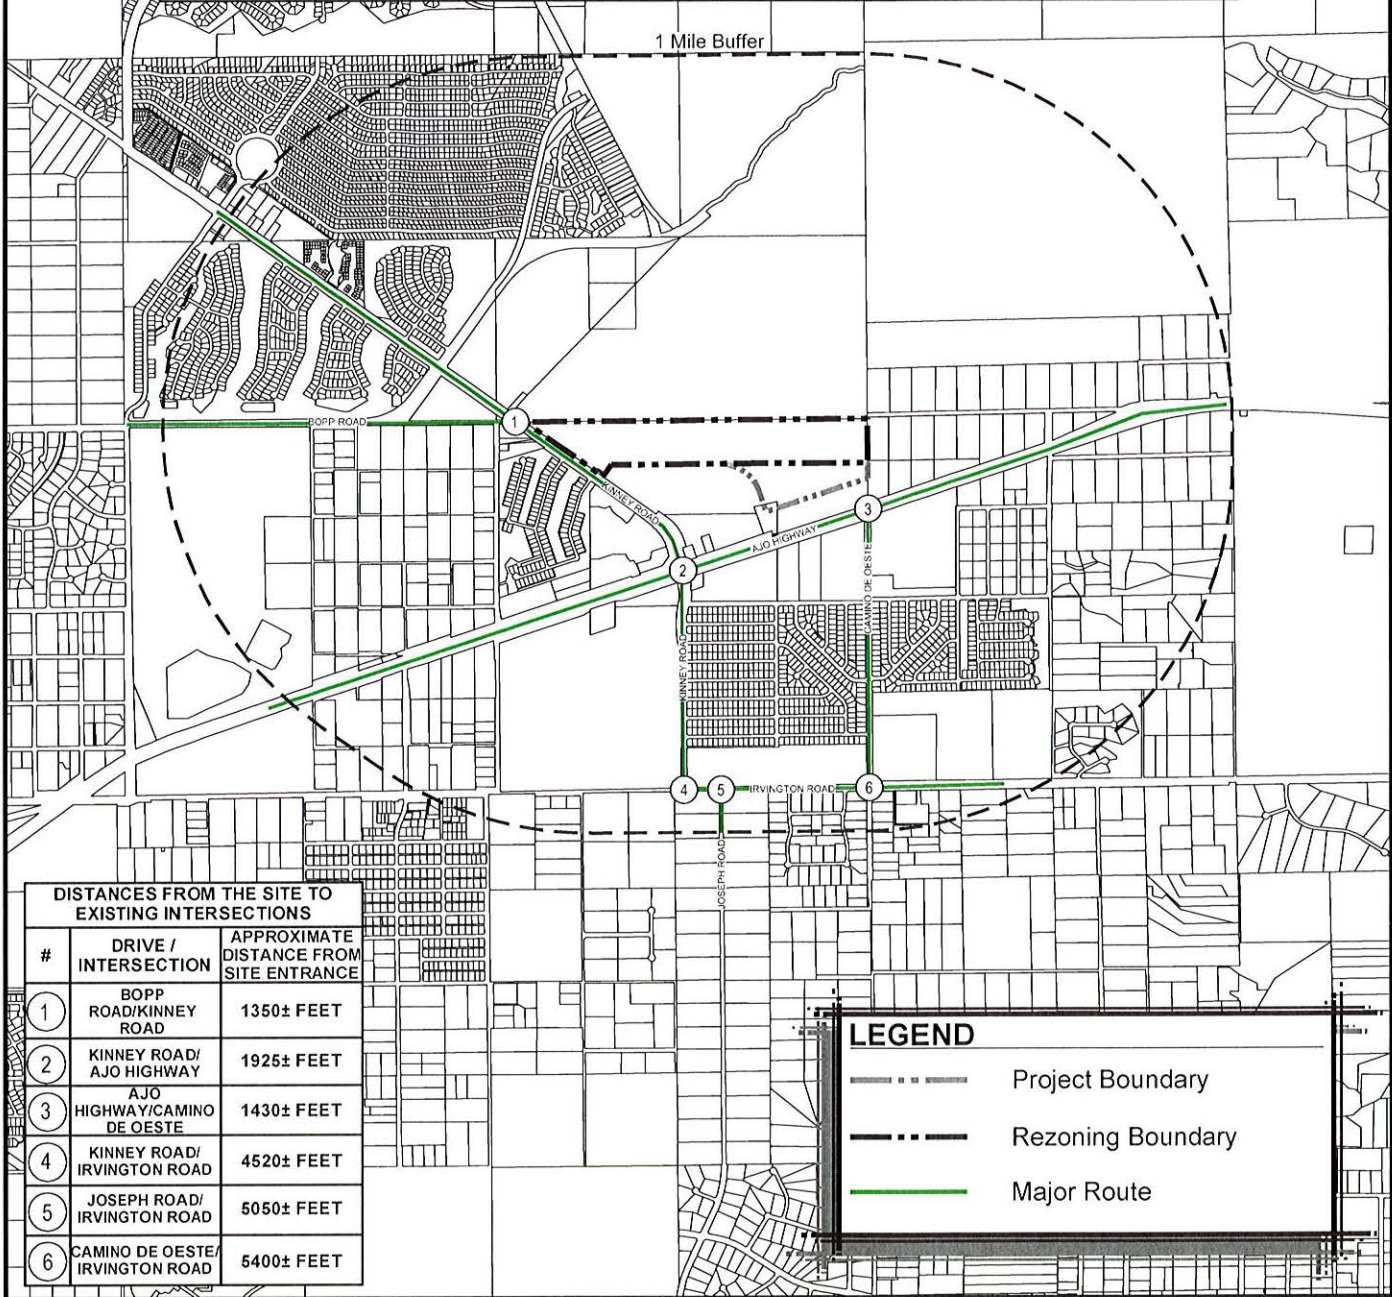 1 Mile Buffer
BOPP ROAD
1
KINNEY ROAD
3
AJO HIGHWAY
2
CAMINO DE OESTE
KINNEY ROAD
4
5
IRVINGTON ROAD
6
JOSEPH ROAD
DISTANCES FROM THE SITE TO
EXISTING INTERSECTIONS
#
DRIVE /
INTERSECTION
APPROXIMATE
DISTANCE FROM
SITE ENTRANCE
1
BOPP
ROAD/KINNEY
ROAD
1350± FEET
2
KINNEY ROAD/
AJO HIGHWAY
1925± FEET
3
AJO
HIGHWAY/CAMINO
DE OESTE
1430± FEET
4
KINNEY ROAD/
IRVINGTON ROAD
4520± FEET
5
JOSEPH ROAD/
IRVINGTON ROAD
5050± FEET
6
CAMINO DE OESTE/
IRVINGTON ROAD
5400± FEET
LEGEND
Project Boundary
Rezoning Boundary
Major Route